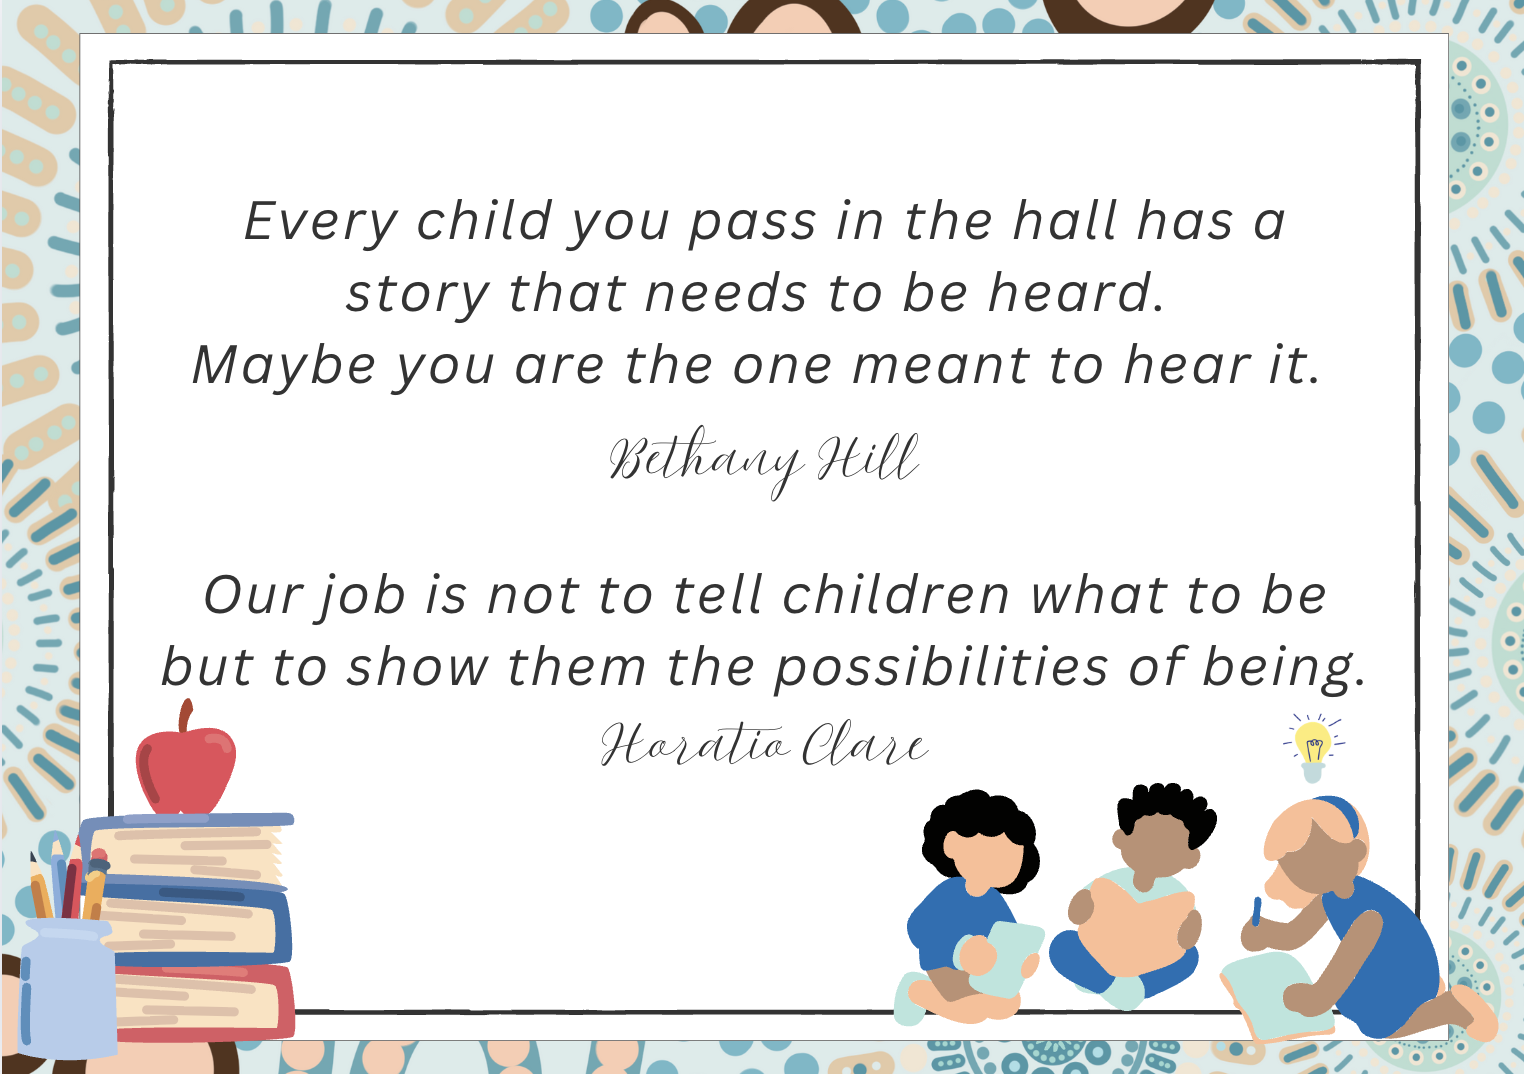 Every child you pass in the hall has a
story that needs to be heard.
Maybe you are the one meant to hear it.
Bethany Hill
Our job is not to tell children what to be
but to show them the possibilities of being.
Horatio Clare